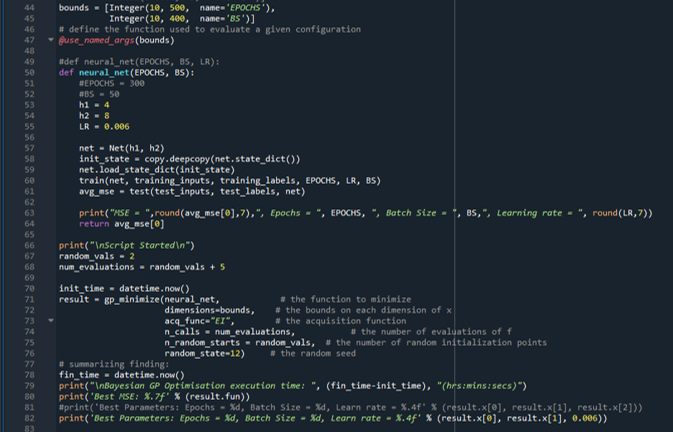 44 bounds = [Integer(10, 500,  name='EPOCHS'),
45           Integer(10, 400,  name='BS')]
46 # define the function used to evaluate a given configuration
47 @use_named_args(bounds)
48
49 #def neural_net(EPOCHS, BS, LR):
50 def neural_net(EPOCHS, BS):
51     #EPOCHS = 300
52     #BS = 50
53     h1 = 4
54     h2 = 8
55     LR = 0.006
56
57     net = Net(h1, h2)
58     init_state = copy.deepcopy(net.state_dict())
59     net.load_state_dict(init_state)
60     train(net, training_inputs, training_labels, EPOCHS, LR, BS)
61     avg_mse = test(test_inputs, test_labels, net)
62
63     print("MSE = ",round(avg_mse[0],7),", Epochs = ", EPOCHS, ", Batch Size = ", BS,", Learning rate = ", round(LR,7))
64     return avg_mse[0]
65
66 print("\nScript Started\n")
67 random_vals = 2
68 num_evaluations = random_vals + 5
69
70 init_time = datetime.now()
71 result = gp_minimize(neural_net,           # the function to minimize
72                      dimensions=bounds,    # the bounds on each dimension of x
73                      acq_func="EI",        # the acquisition function
74                      n_calls = num_evaluations,          # the number of evaluations of f
75                      n_random_starts = random_vals,  # the number of random initialization points
76                      random_state=12)     # the random seed
77 # summarizing finding:
78 fin_time = datetime.now()
79 print("\nBayesian GP Optimisation execution time: ", (fin_time-init_time), "(hrs:mins:secs)")
80 print('Best MSE: %.7f' % (result.fun))
81 #print('Best Parameters: Epochs = %d, Batch Size = %d, Learn rate = %.4f' % (result.x[0], result.x[1], result.x[2]))
82 print('Best Parameters: Epochs = %d, Batch Size = %d, Learn rate = %.4f' % (result.x[0], result.x[1], 0.006))